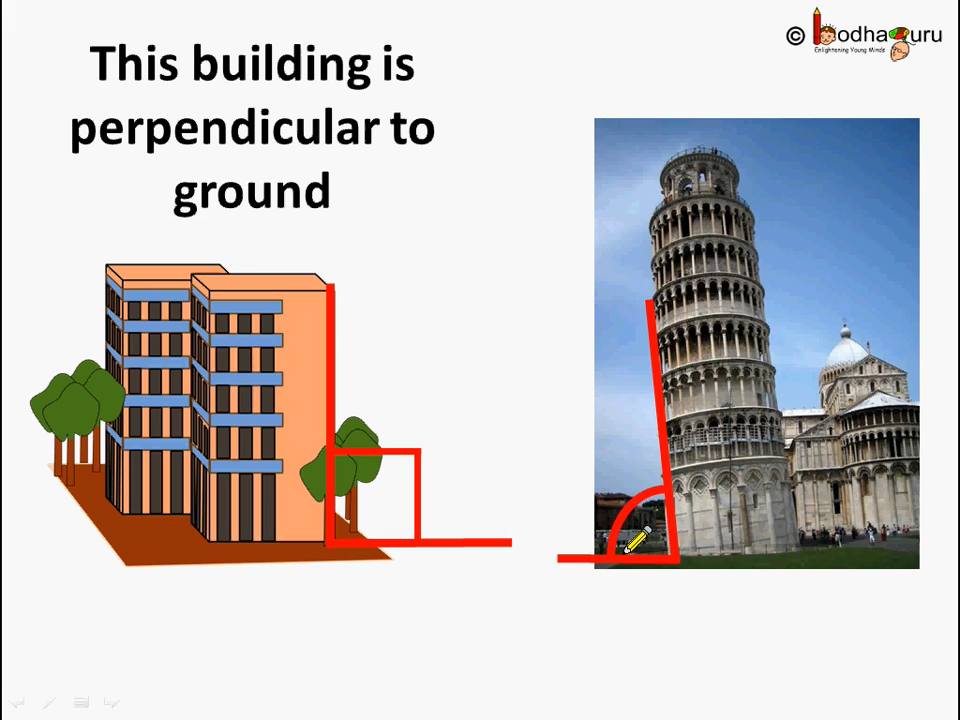 This building is
perpendicular to
ground
© bodhaguru
Enlightening Young Minds